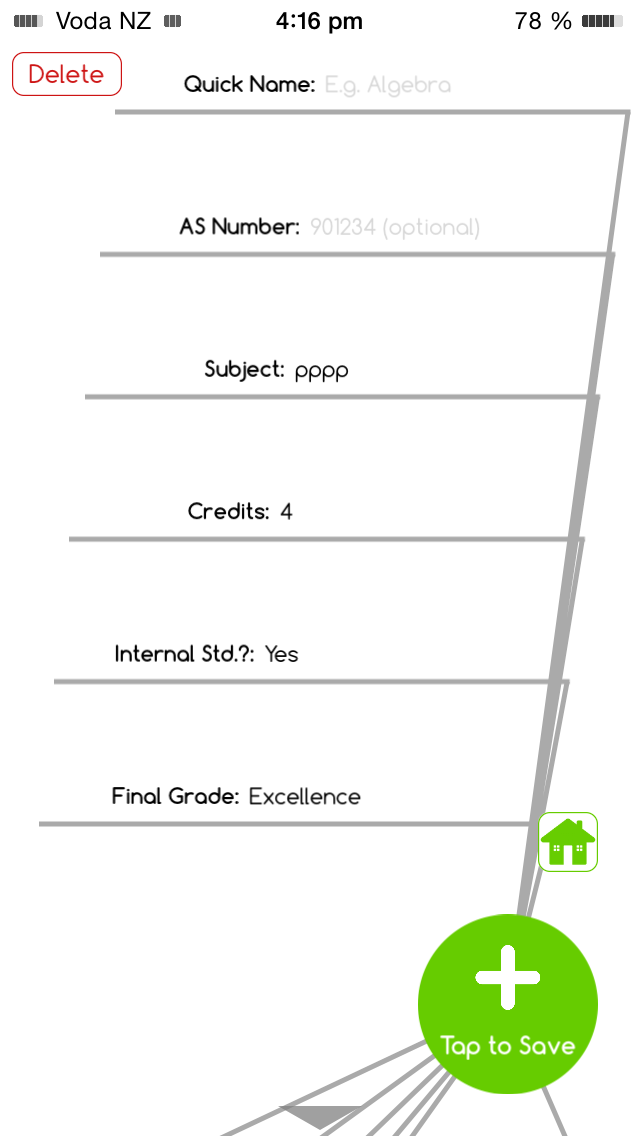 Voda NZ 4:16 pm 78 %
Delete
Quick Name: E.g. Algebra
AS Number: 901234 (optional)
Subject: pppp
Credits: 4
Internal Std.?: Yes
Final Grade: Excellence
Tap to Save